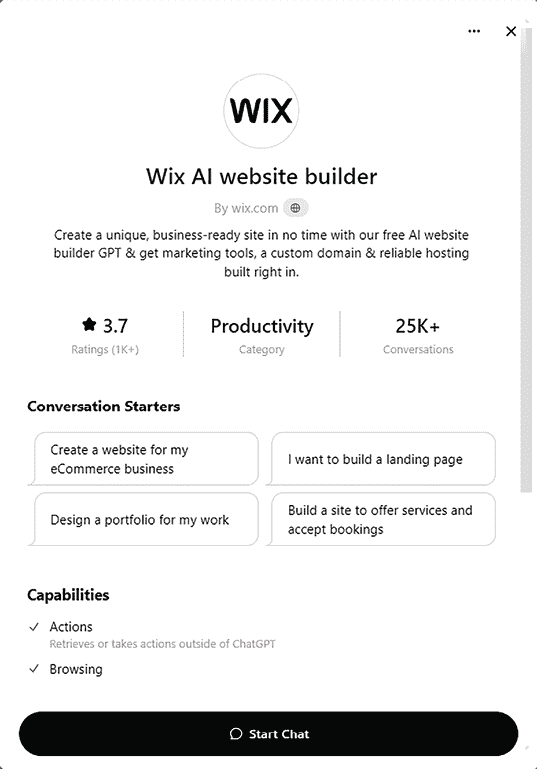 WIX
Wix AI website builder
By wix.com
Create a unique, business-ready site in no time with our free AI website
builder GPT & get marketing tools, a custom domain & reliable hosting
built right in.
3.7
Productivity
25K+
Ratings (1K+)
Category
Conversations
Conversation Starters
Create a website for my
eCommerce business
I want to build a landing page
Design a portfolio for my work
Build a site to offer services and
accept bookings
Capabilities
Actions
Retrieves or takes actions outside of ChatGPT
Browsing
Start Chat